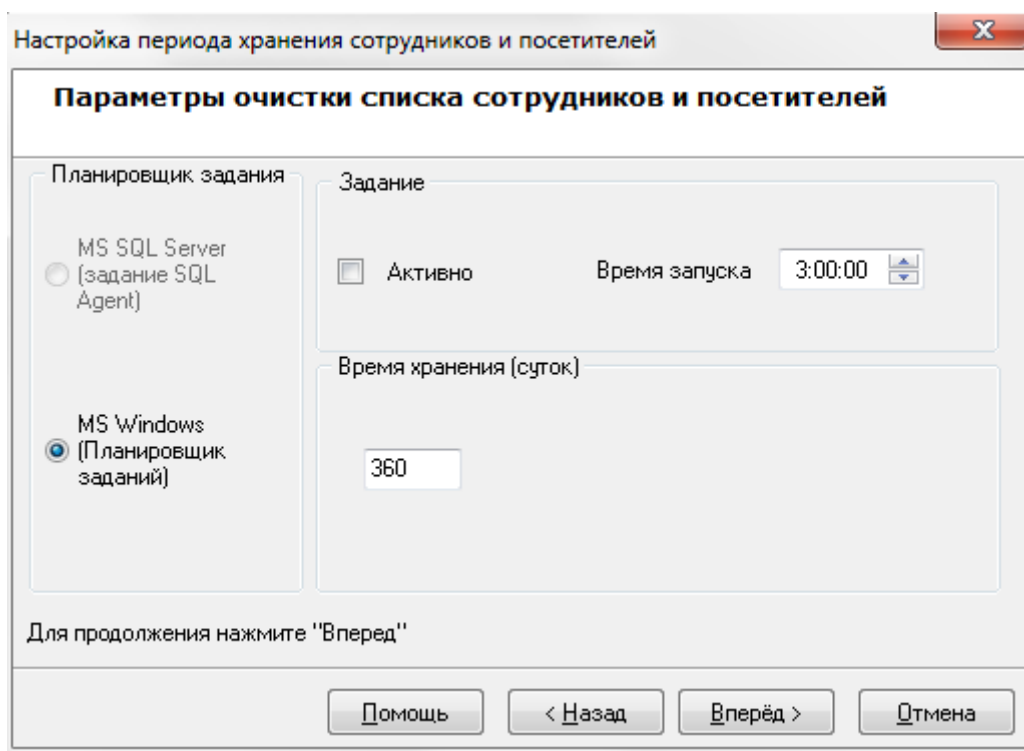 Настройка периода хранения сотрудников и посетителей
Параметры очистки списка сотрудников и посетителей
Планировщик задания
MS SQL Server
(задание SQL
Agent)
MS Windows
(Планировщик
заданий)
Задание
Активно
Время запуска
3:00:00
Время хранения (суток)
360
Для продолжения нажмите "Вперед"
Помощь
< Назад
Вперёд >
Отмена